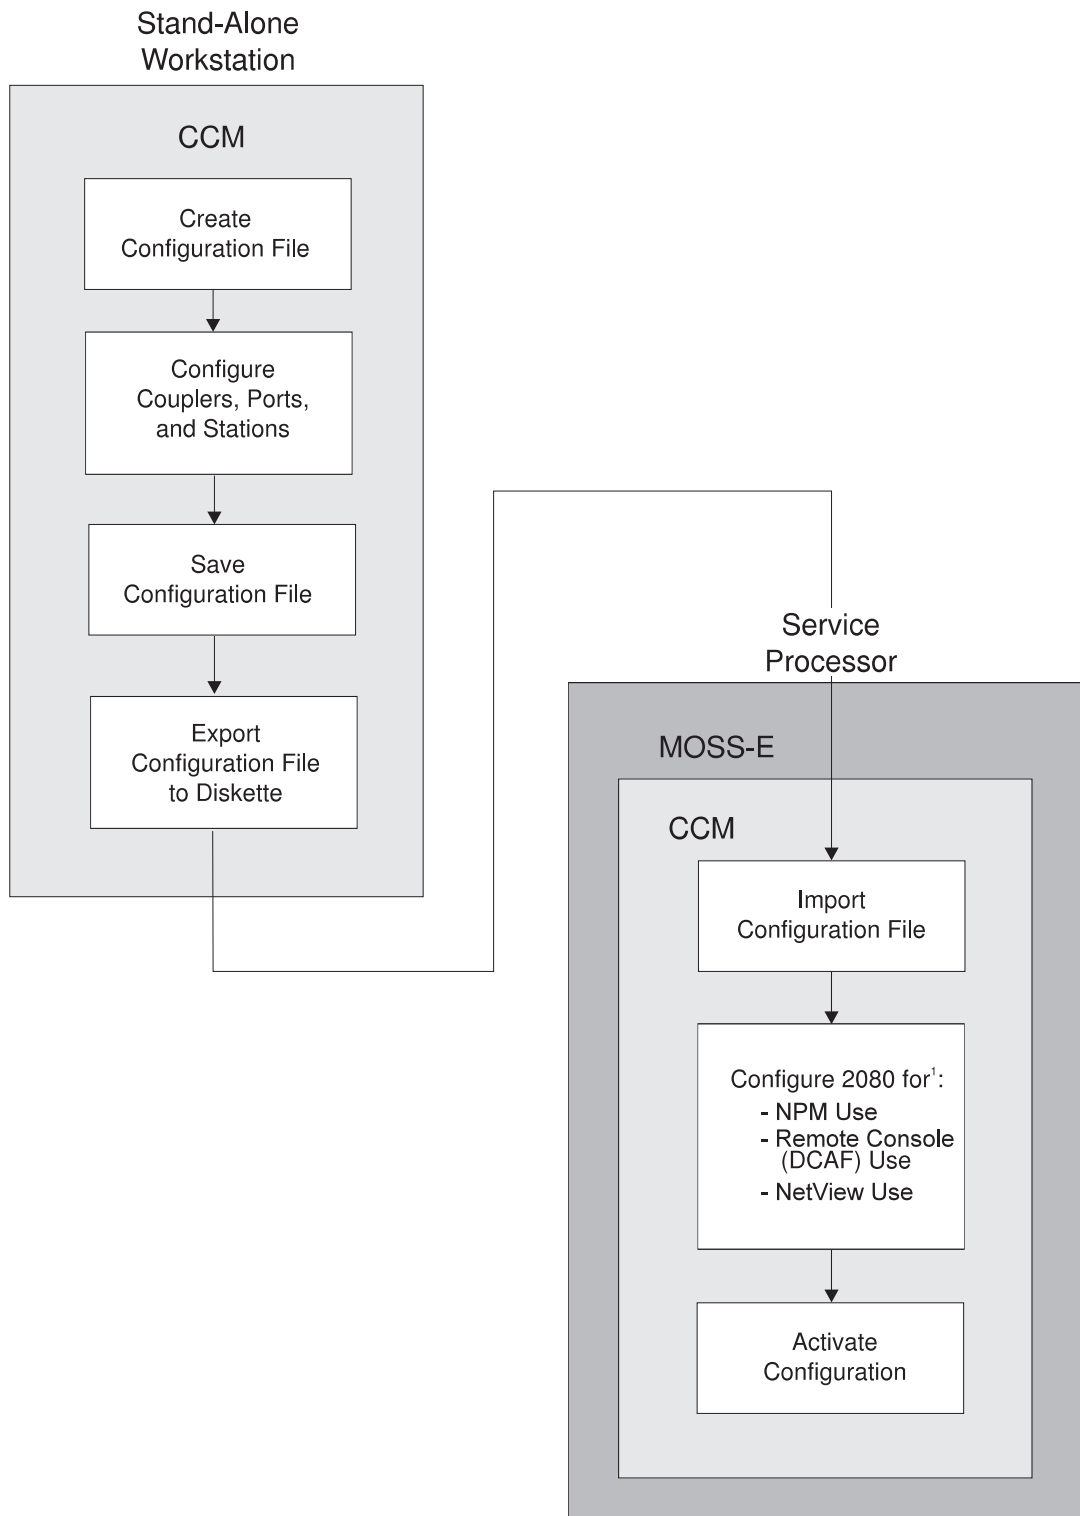 Stand-Alone
Workstation
CCM
Create
Configuration File
Configure
Couplers, Ports,
and Stations
Save
Configuration File
Export
Configuration File
to Diskette
Service
Processor
MOSS-E
CCM
Import
Configuration File
Configure 2080 for¹:
- NPM Use
- Remote Console
(DCAF) Use
- NetView Use
Activate
Configuration